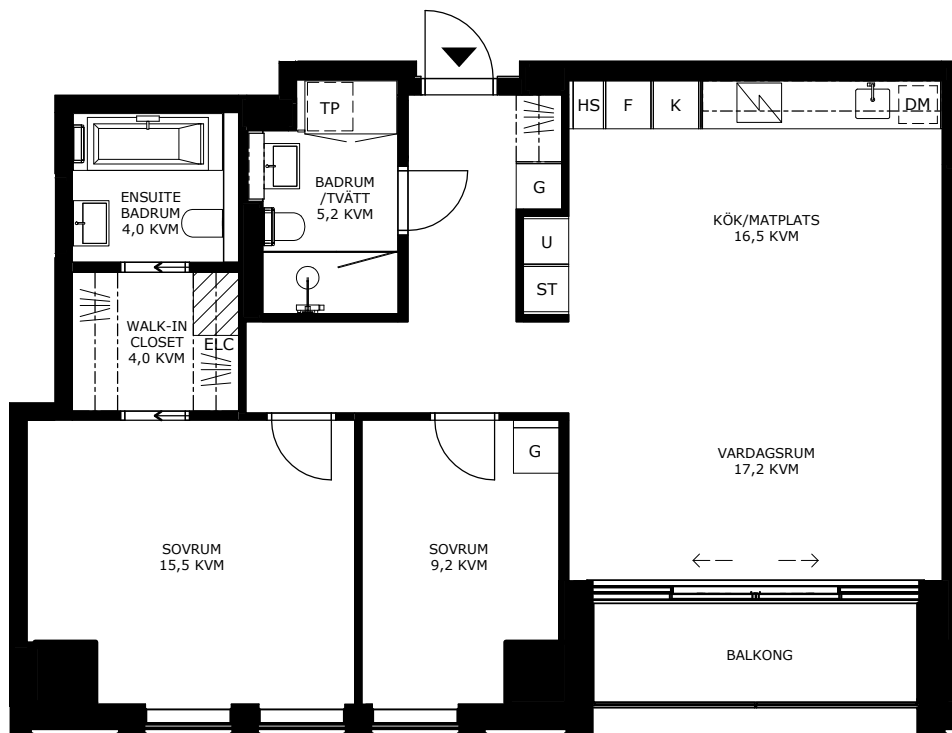 TP
HS
F
K
DM
G
ENSUITE
BADRUM
4,0 KVM
BADRUM
/TVÄTT
5,2 KVM
KÖK/MATPLATS
16,5 KVM
U
ST
WALK-IN
CLOSET
4,0 KVM
ELC
G
VARDAGSRUM
17,2 KVM
SOVRUM
15,5 KVM
SOVRUM
9,2 KVM
BALKONG